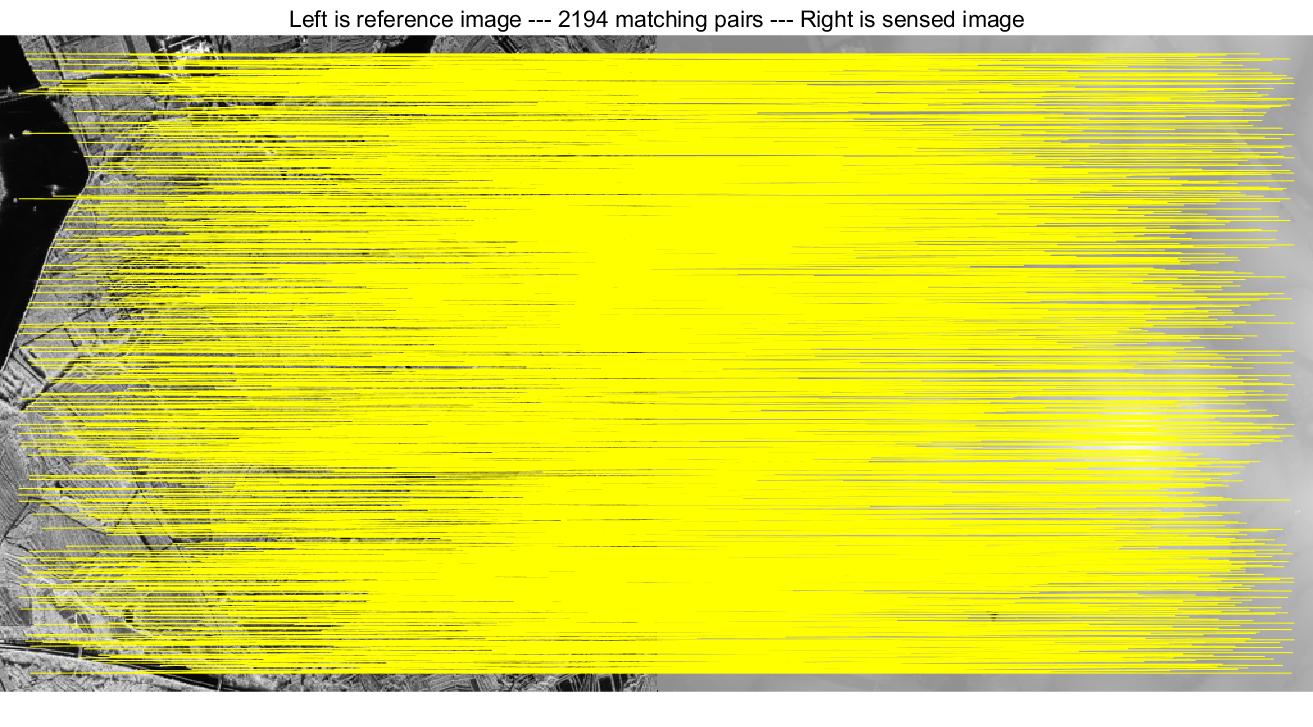 Left is reference image --- 2194 matching pairs --- Right is sensed image